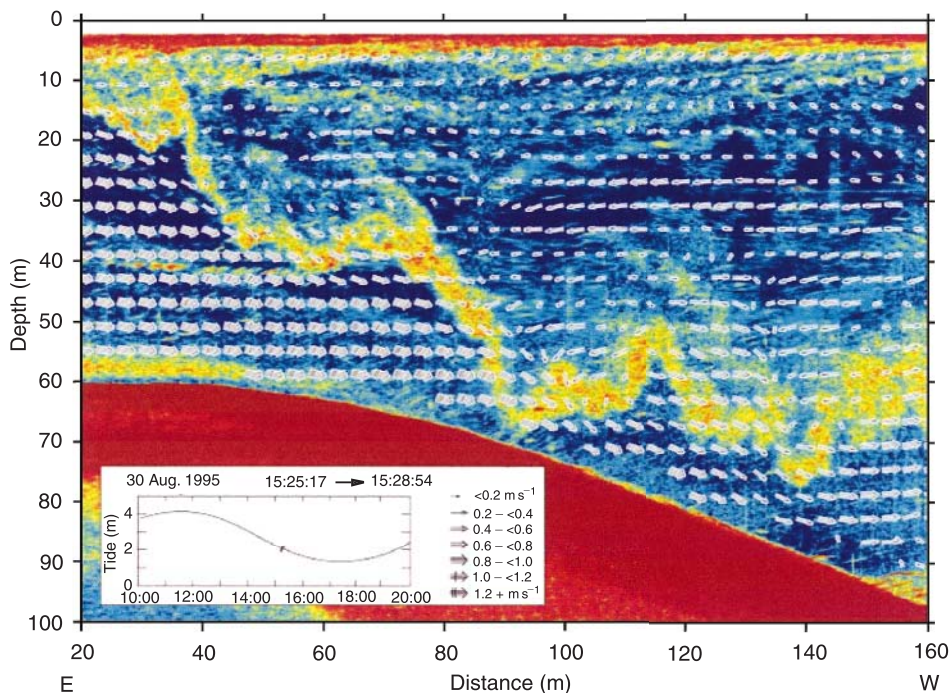 0
10
20
30
40
50
60
70
80
90
100
Depth (m)
30 Aug. 1995 15:25:17 → 15:28:54
4
2
0
Tide (m)
10:00 12:00 14:00 16:00 18:00 20:00
<0.2 m s⁻¹
0.2 – <0.4
0.4 – <0.6
0.6 – <0.8
0.8 – <1.0
1.0 – <1.2
1.2 + m s⁻¹
20 40 60 80 100 120 140 160
E Distance (m) W